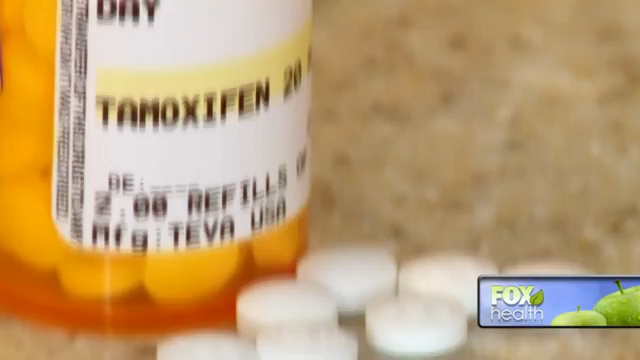 DAY
TAMOXIFEN 20
2.00 REFILLS
Mfg:TEVA USA
FOX
health